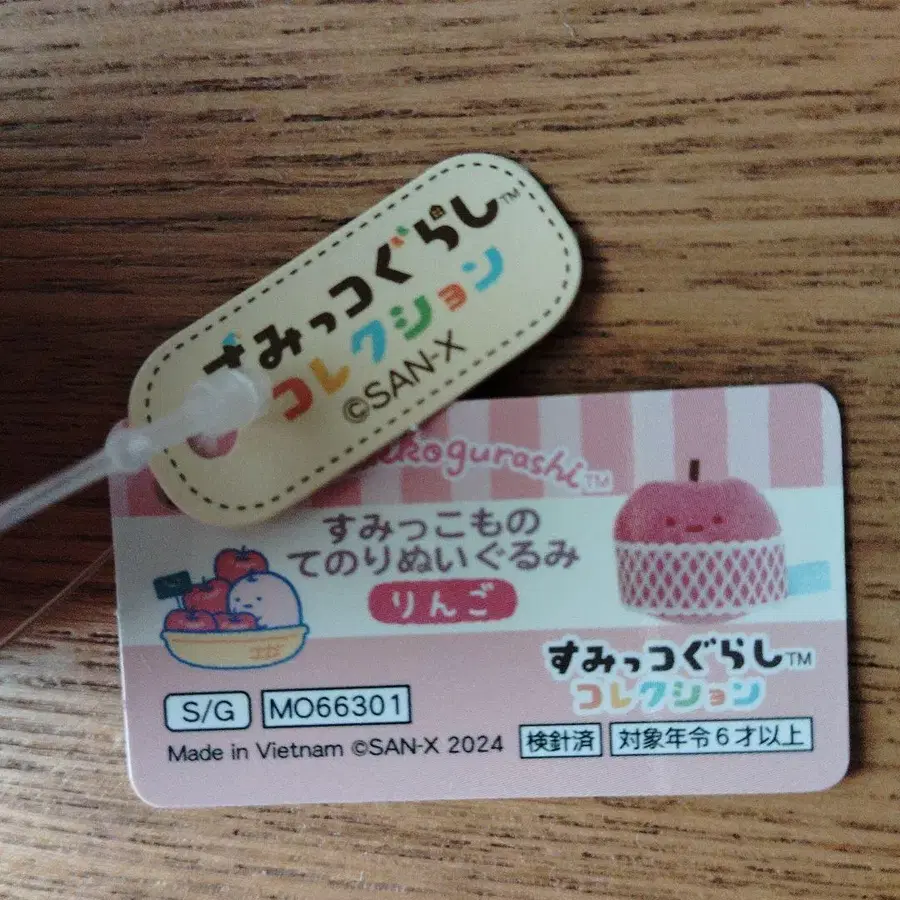 すみっコぐらし™
コレクション
©SAN-X
kogurashi™
すみっこもの
てのりぬいぐるみ
りんご
すみっコぐらし™
コレクション
S/G MO66301
Made in Vietnam ©SAN-X 2024 検針済 対象年令6才以上